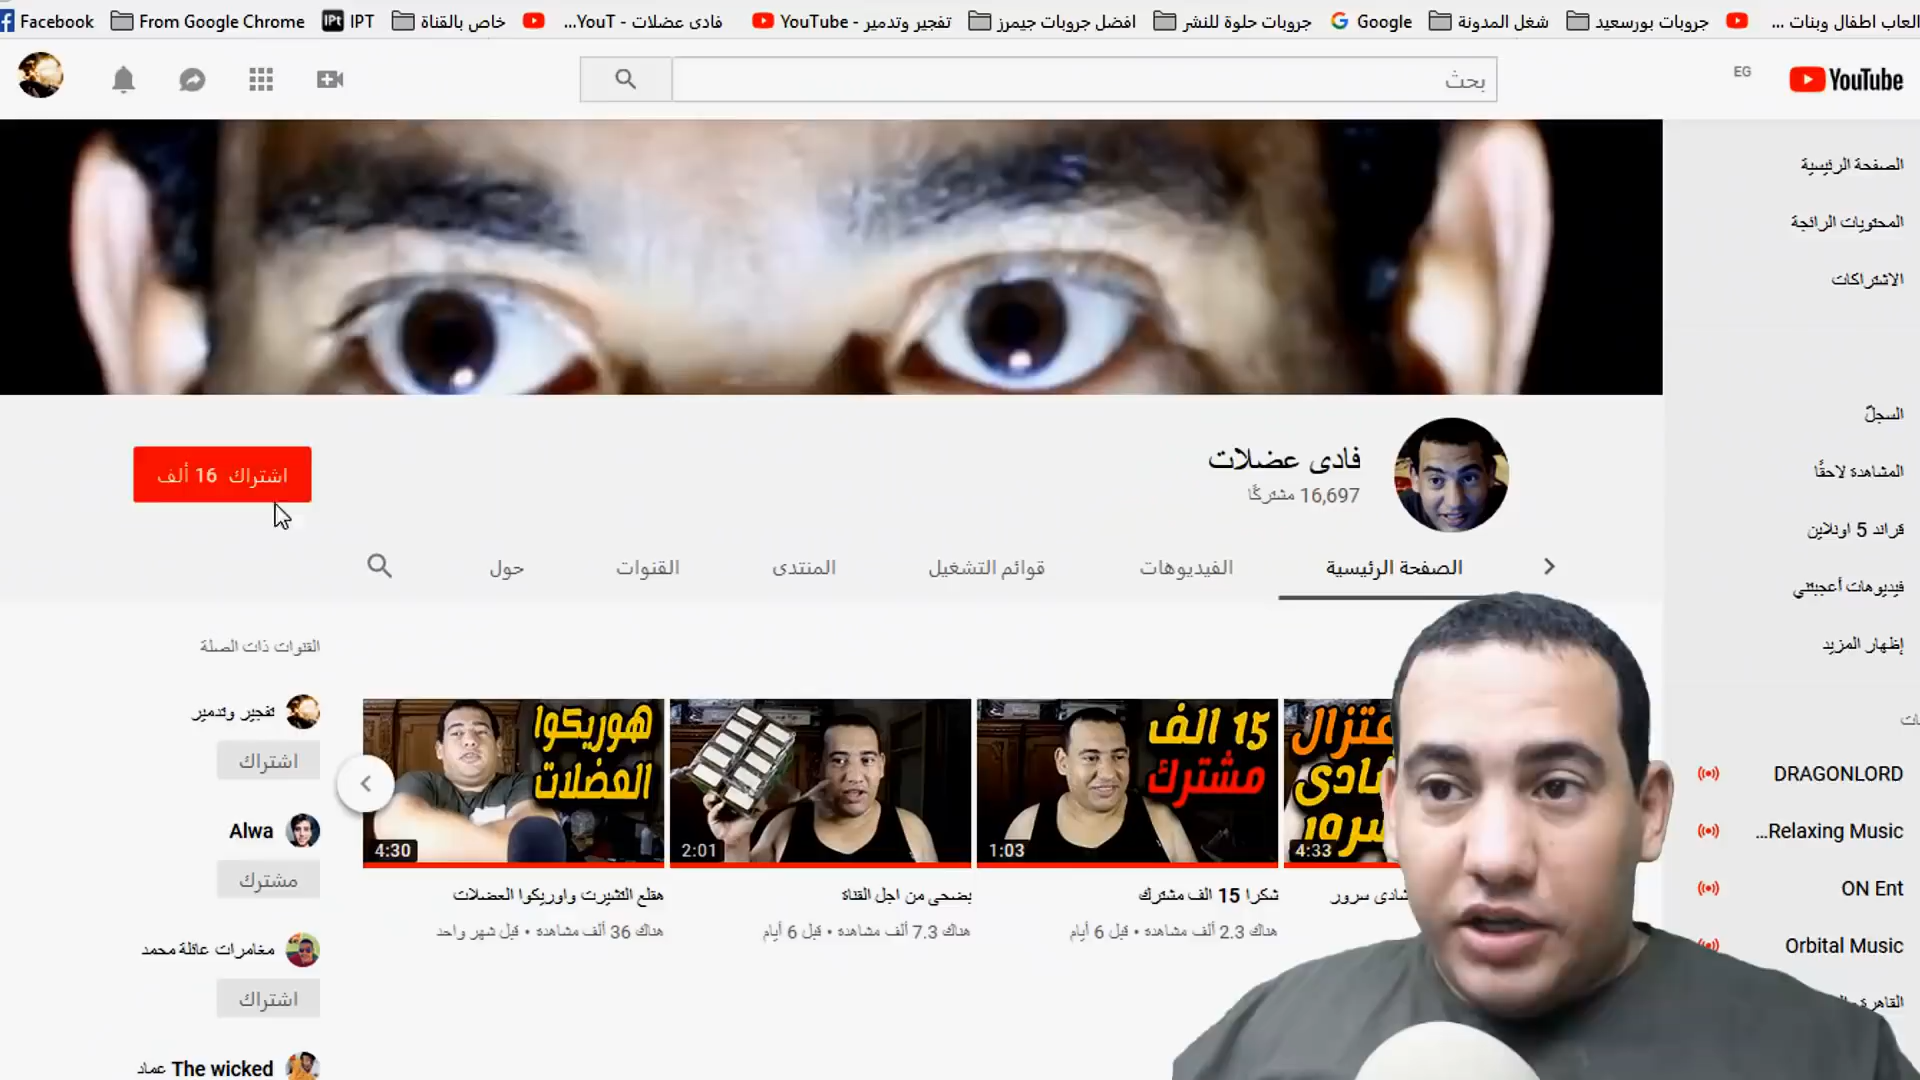 Facebook
From Google Chrome
IPT
خاص بالقناة
فادى عضلات - YouT...
تفجير وتدمير - YouTube
افضل جروبات جيمرز
جروبات حلوة للنشر
Google
شغل المدونة
جروبات بورسعيد
العاب اطفال وبنات ...
بحث
EG
YouTube
الصفحة الرئيسية
المحتويات الرائجة
الاشتراكات
السجلّ
المشاهدة لاحقًا
قراند 5 اونلاين
فيديوهات أعجبتني
إظهار المزيد
DRAGONLORD
Relaxing Music...
ON Ent
Orbital Music
فادى عضلات
16,697 مشتركًا
اشتراك 16 ألف
الصفحة الرئيسية
الفيديوهات
قوائم التشغيل
المنتدى
القنوات
حول
القنوات ذات الصلة
تفجير وتدمير
اشتراك
Alwa
مشترك
مغامرات عائلة محمد
اشتراك
The wicked عماد
4:33
شادى سرور
15 الف
مشترك
1:03
شكرا 15 الف مشترك
هناك 2.3 ألف مشاهدة • قبل 6 أيام
2:01
بضحى من اجل القناة
هناك 7.3 ألف مشاهدة • قبل 6 أيام
هوريكوا
العضلات
4:30
هقلع التشيرت واوريكوا العضلات
هناك 36 ألف مشاهدة • قبل شهر واحد